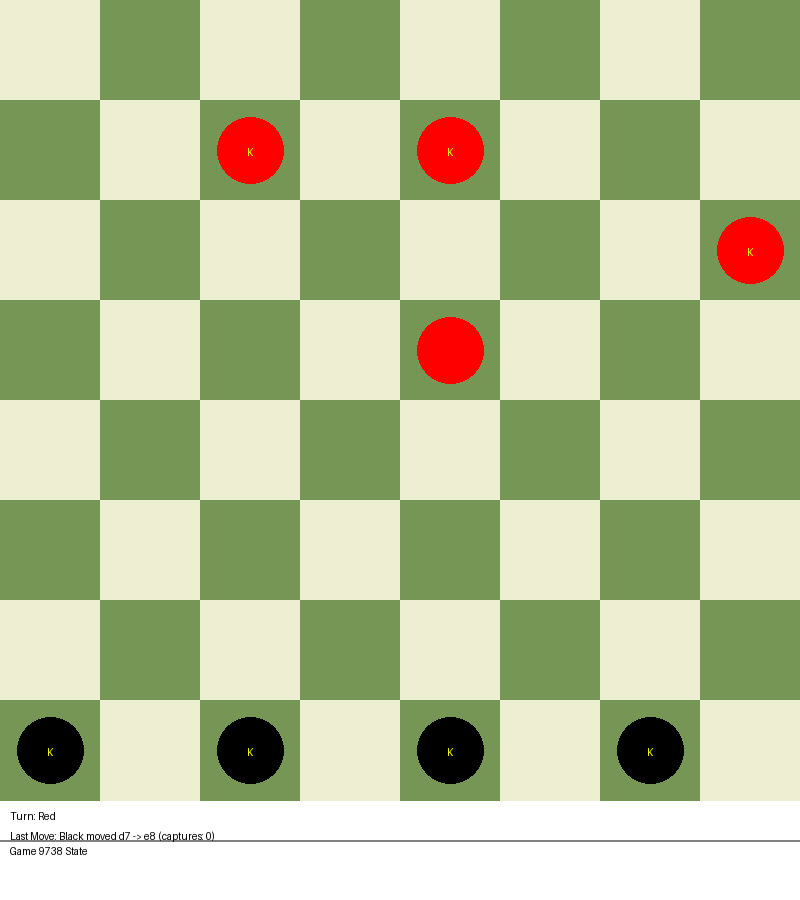 K K
K
K K K K
Turn: Red
Last Move: Black moved d7 -> e8 (captures: 0)
Game 9738 State